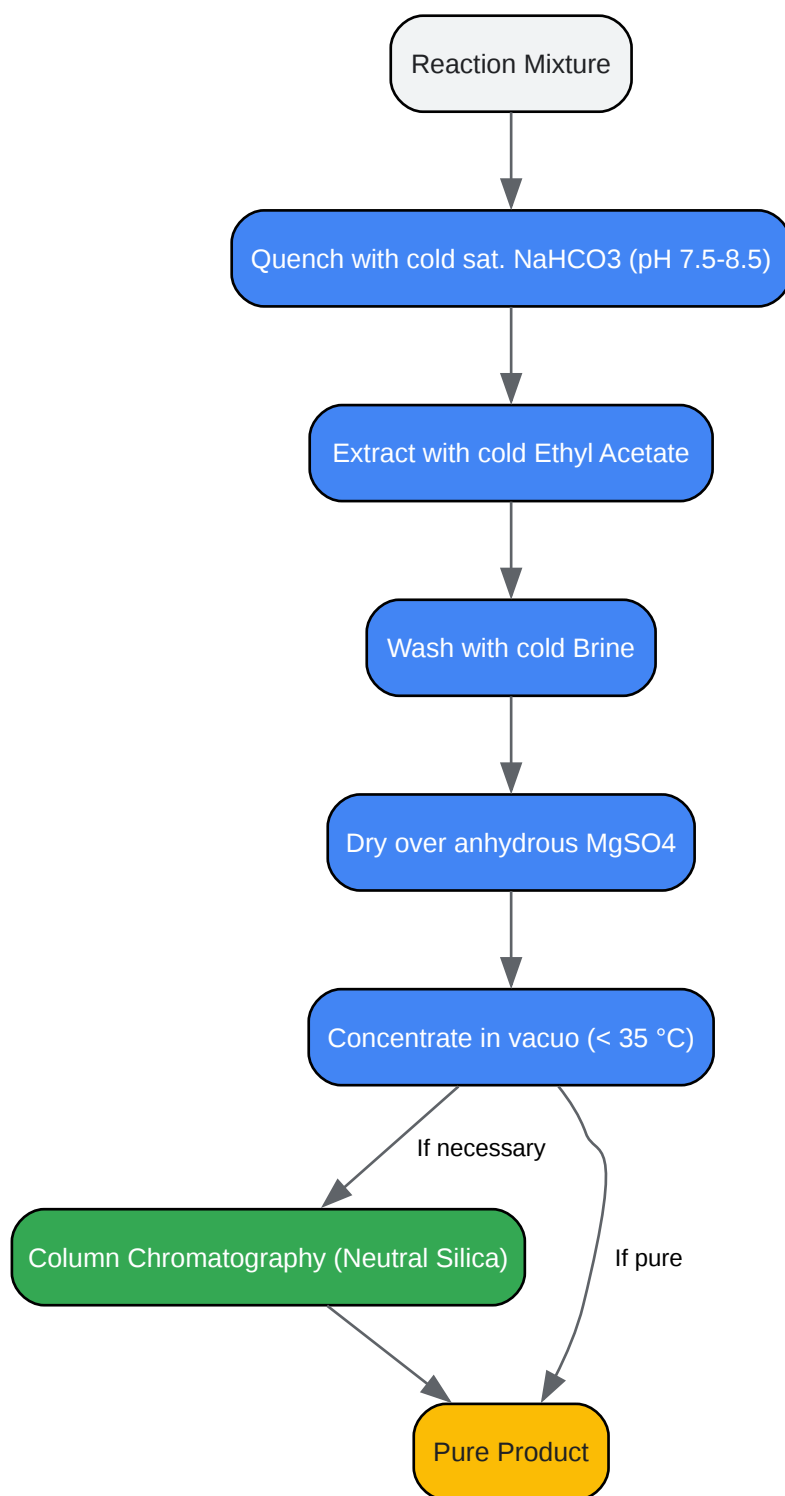 Reaction Mixture
Quench with cold sat. NaHCO3 (pH 7.5-8.5)
Extract with cold Ethyl Acetate
Wash with cold Brine
Dry over anhydrous MgSO4
Concentrate in vacuo (< 35 °C)
If necessary
Column Chromatography (Neutral Silica)
If pure
Pure Product